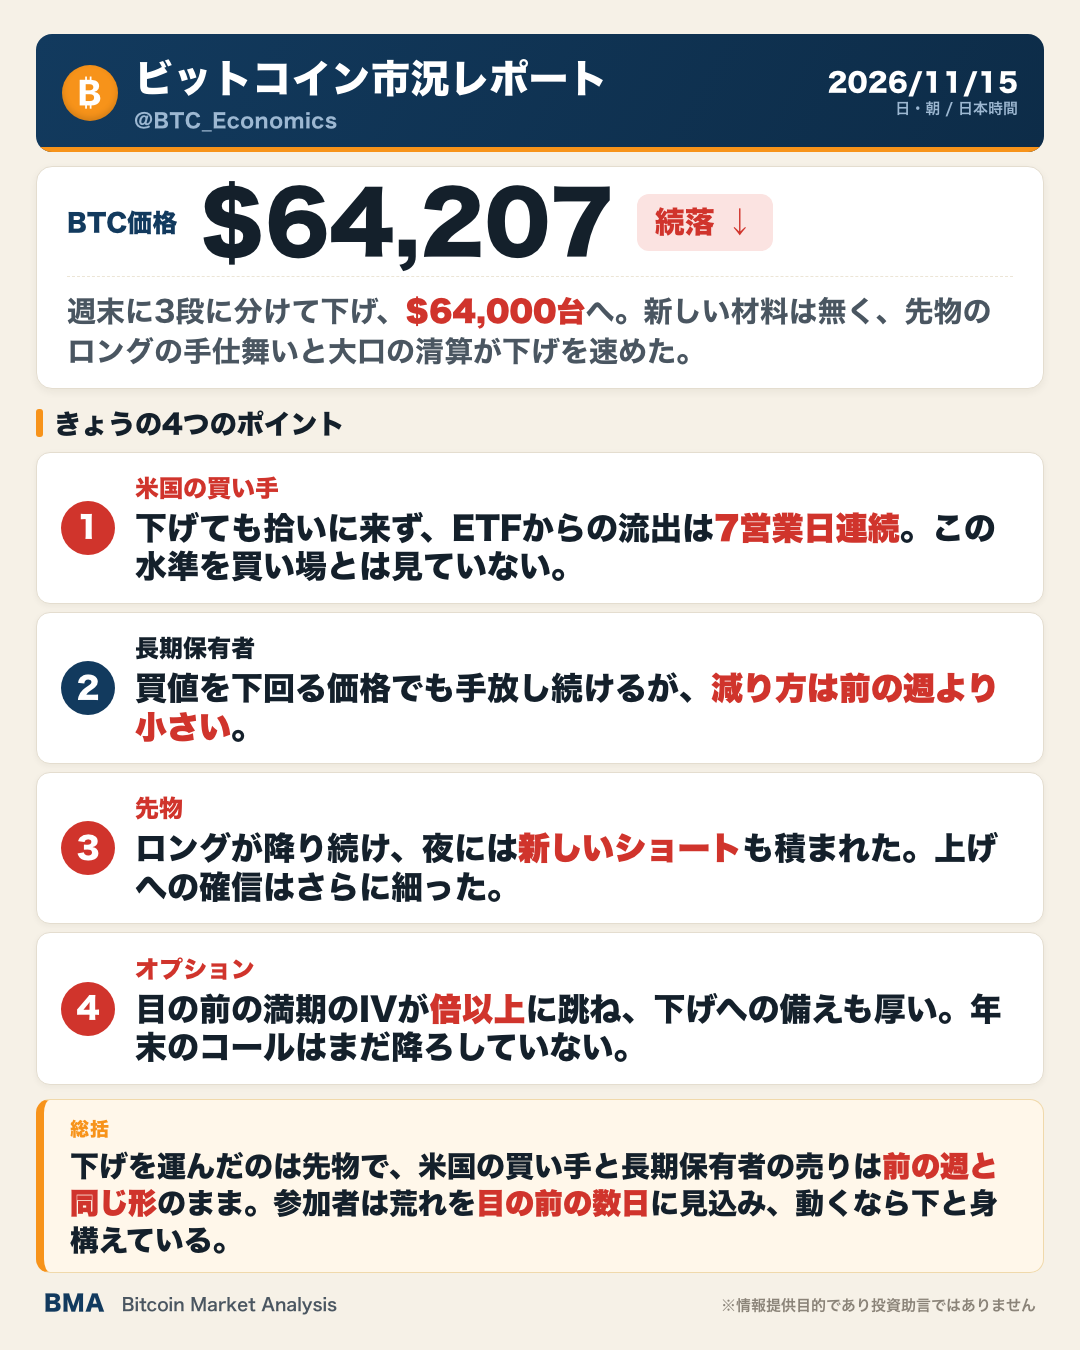 ビットコイン市況レポート
@BTC_Economics
2026/11/15
日・朝 / 日本時間
BTC価格
$64,207
続落 ↓
週末に3段に分けて下げ、$64,000台へ。新しい材料は無く、先物の
ロングの手仕舞いと大口の清算が下げを速めた。
きょうの4つのポイント
1
米国の買い手
下げても拾いに来ず、ETFからの流出は7営業日連続。この
水準を買い場とは見ていない。
2
長期保有者
買値を下回る価格でも手放し続けるが、減り方は前の週より
小さい。
3
先物
ロングが降り続け、夜には新しいショートも積まれた。上げ
への確信はさらに細った。
4
オプション
目の前の満期のIVが倍以上に跳ね、下げへの備えも厚い。年
末のコールはまだ降ろしていない。
総括
下げを運んだのは先物で、米国の買い手と長期保有者の売りは前の週と
同じ形のまま。参加者は荒れを目の前の数日に見込み、動くなら下と身
構えている。
BMA Bitcoin Market Analysis
※情報提供目的であり投資助言ではありません